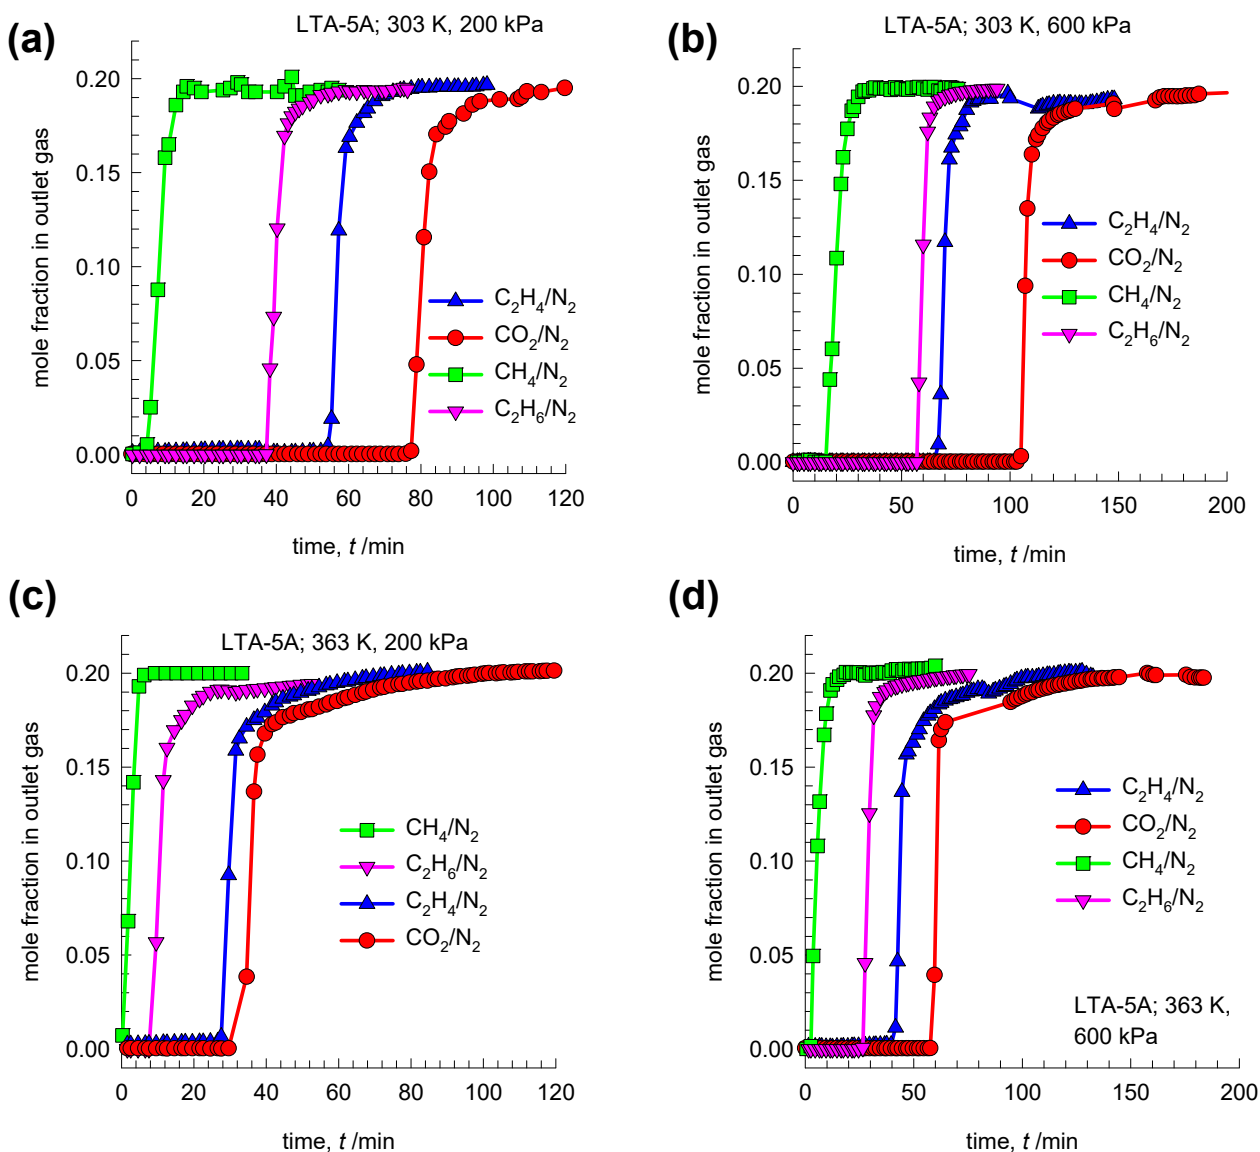 (a)
LTA-5A; 303 K, 200 kPa
mole fraction in outlet gas
0.20
0.15
0.10
0.05
0.00
C₂H₄/N₂
CO₂/N₂
CH₄/N₂
C₂H₆/N₂
0 20 40 60 80 100 120
time, t /min
(b)
LTA-5A; 303 K, 600 kPa
mole fraction in outlet gas
0.20
0.15
0.10
0.05
0.00
C₂H₄/N₂
CO₂/N₂
CH₄/N₂
C₂H₆/N₂
0 50 100 150 200
time, t /min
(c)
LTA-5A; 363 K, 200 kPa
mole fraction in outlet gas
0.20
0.15
0.10
0.05
0.00
CH₄/N₂
C₂H₆/N₂
C₂H₄/N₂
CO₂/N₂
0 20 40 60 80 100 120
time, t /min
(d)
mole fraction in outlet gas
0.20
0.15
0.10
0.05
0.00
C₂H₄/N₂
CO₂/N₂
CH₄/N₂
C₂H₆/N₂
LTA-5A; 363 K,
600 kPa
0 50 100 150 200
time, t /min